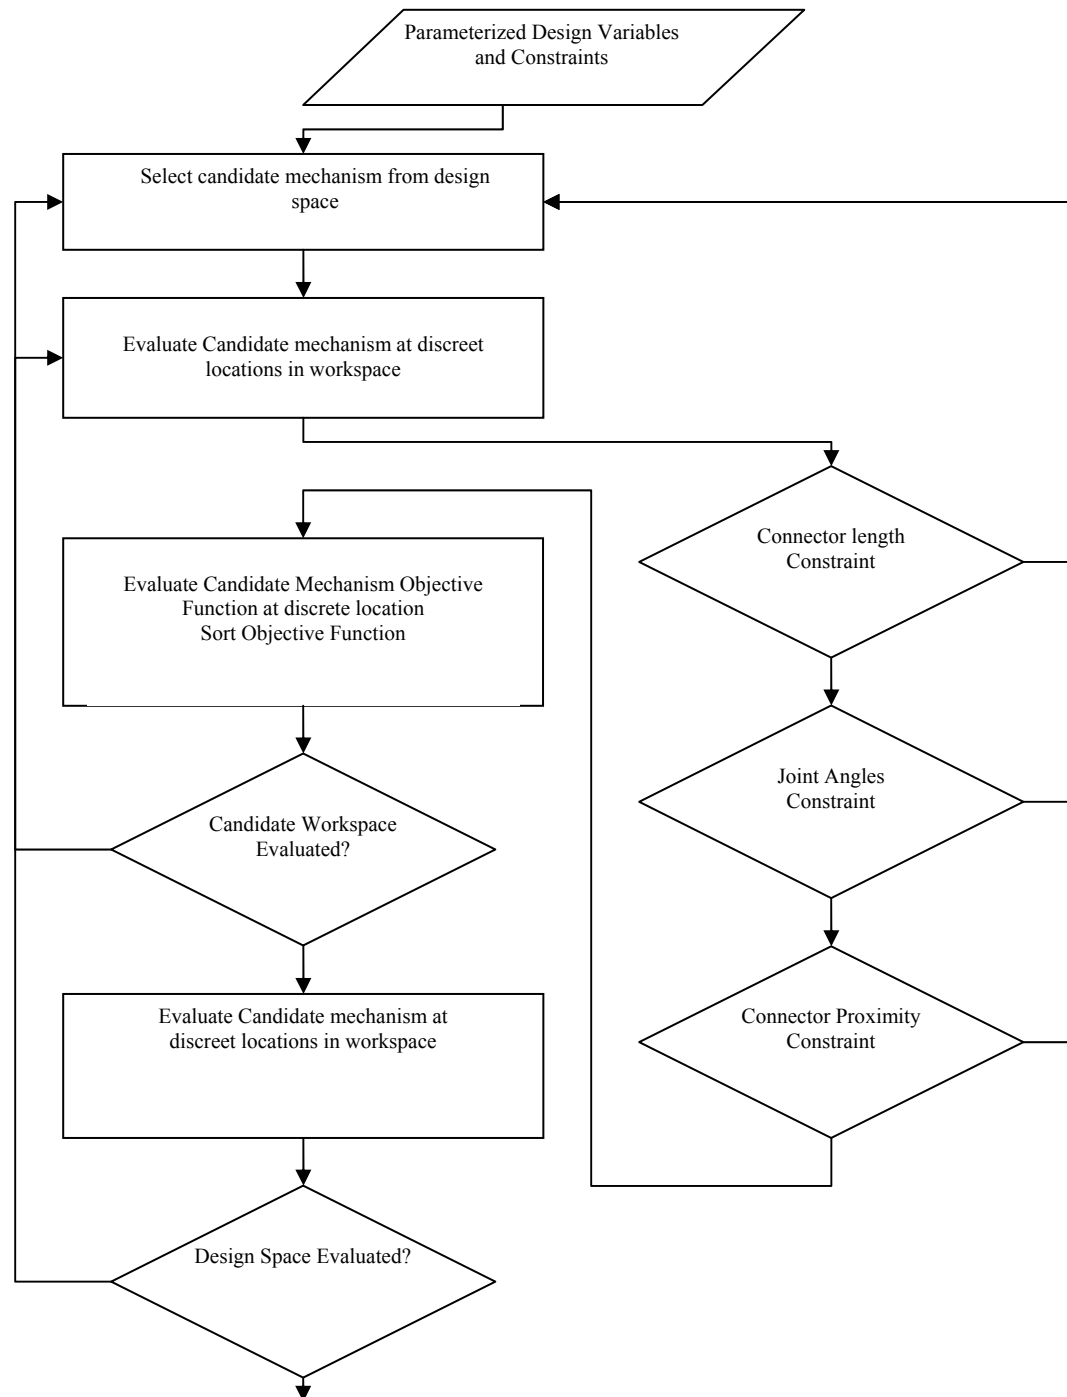 Parameterized Design Variables
and Constraints
Select candidate mechanism from design
space
Evaluate Candidate mechanism at discreet
locations in workspace
Connector length
Constraint
Evaluate Candidate Mechanism Objective
Function at discrete location
Sort Objective Function
Joint Angles
Constraint
Candidate Workspace
Evaluated?
Connector Proximity
Constraint
Evaluate Candidate mechanism at
discreet locations in workspace
Design Space Evaluated?